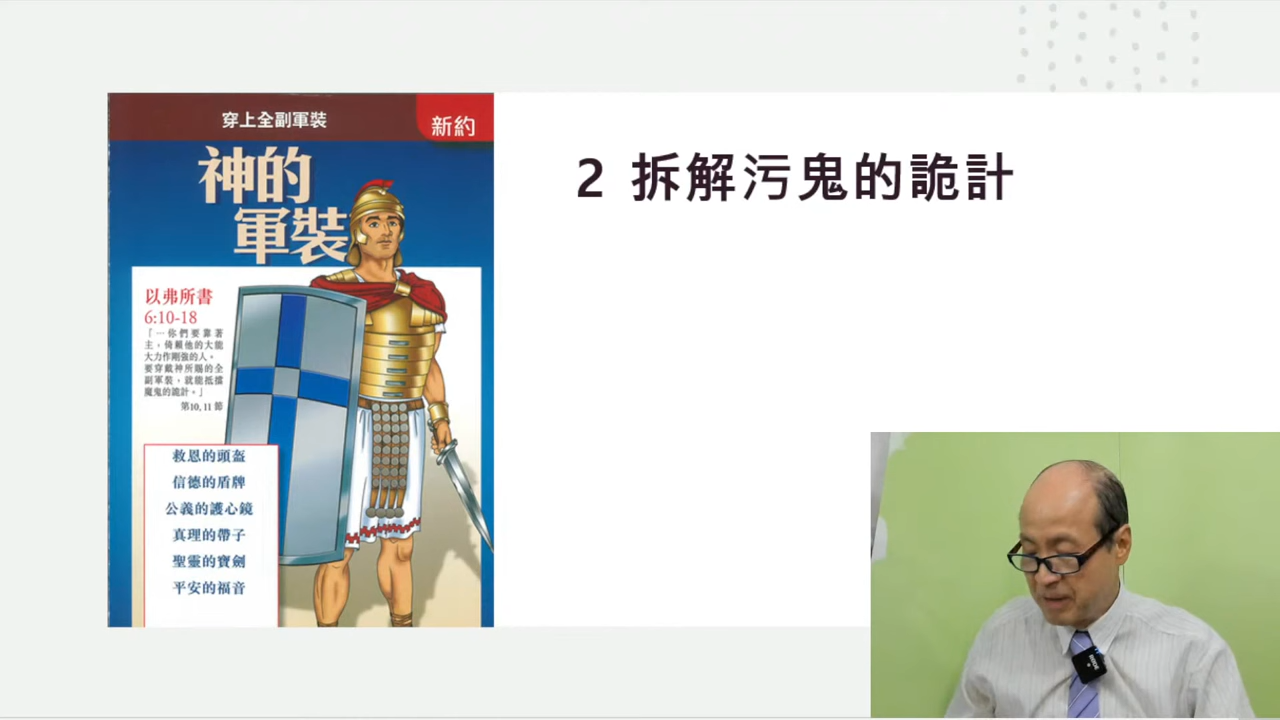 穿上全副軍裝
新約
神的
軍裝
以弗所書
6:10-18
「…你們要靠著
主，倚賴他的大能
大力作剛強的人。
要穿戴神所賜的全
副軍裝，就能抵擋
魔鬼的詭計。」
第10, 11節
救恩的頭盔
信德的盾牌
公義的護心鏡
真理的帶子
聖靈的寶劍
平安的福音
2 拆解污鬼的詭計